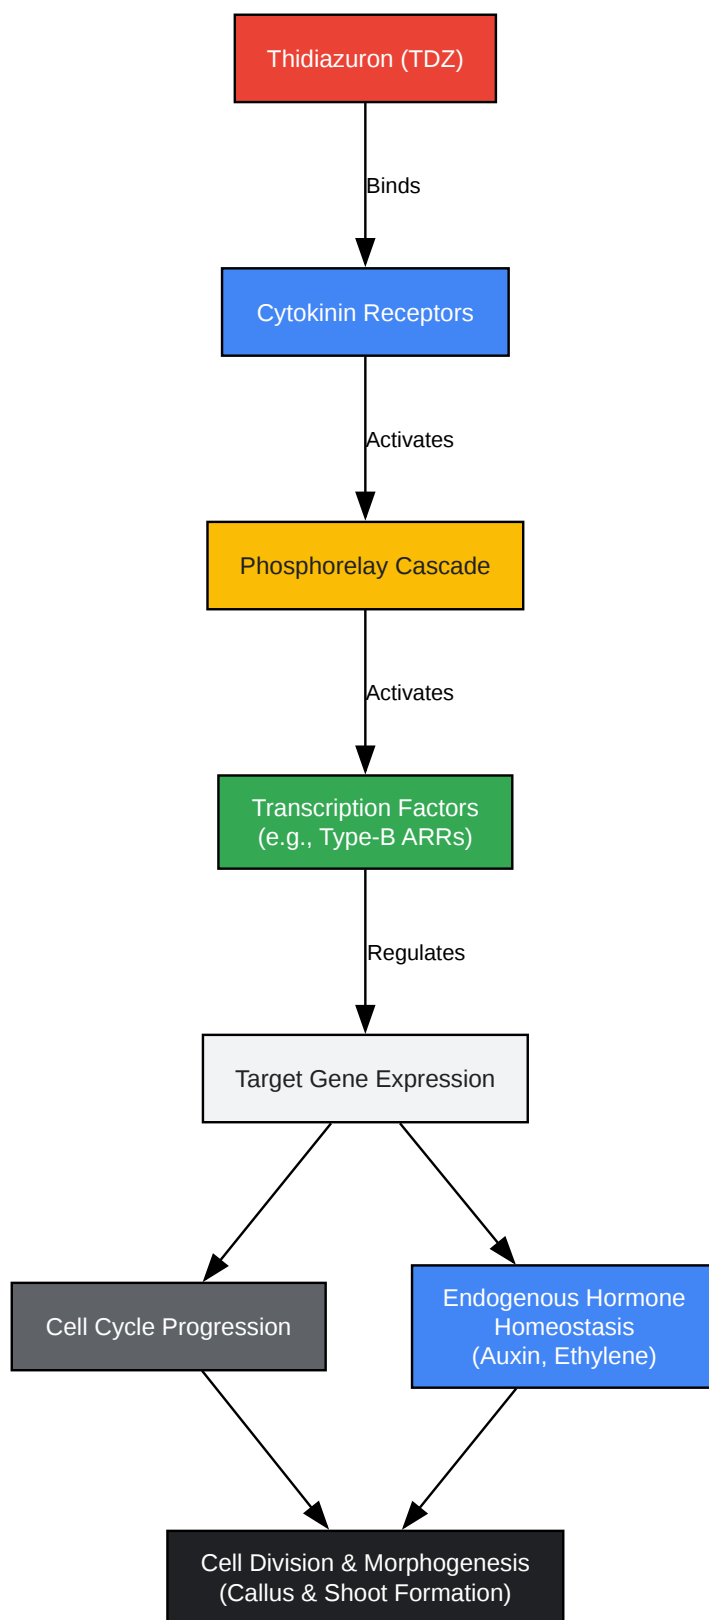 Thidiazuron (TDZ)
Binds
Cytokinin Receptors
Activates
Phosphorelay Cascade
Activates
Transcription Factors
(e.g., Type-B ARRs)
Regulates
Target Gene Expression
Cell Cycle Progression
Endogenous Hormone
Homeostasis
(Auxin, Ethylene)
Cell Division & Morphogenesis
(Callus & Shoot Formation)